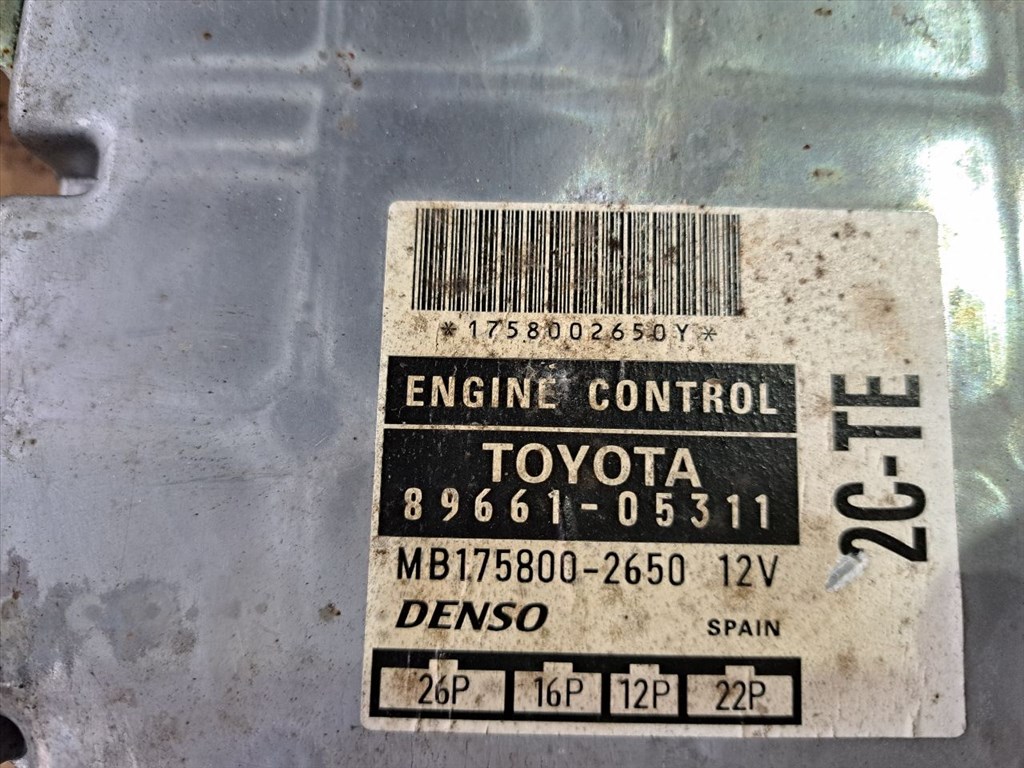 *1758002650Y*
ENGINE CONTROL
TOYOTA
89661-05311
MB175800-2650 12V
DENSO SPAIN
26P 16P 12P 22P
2C-TE